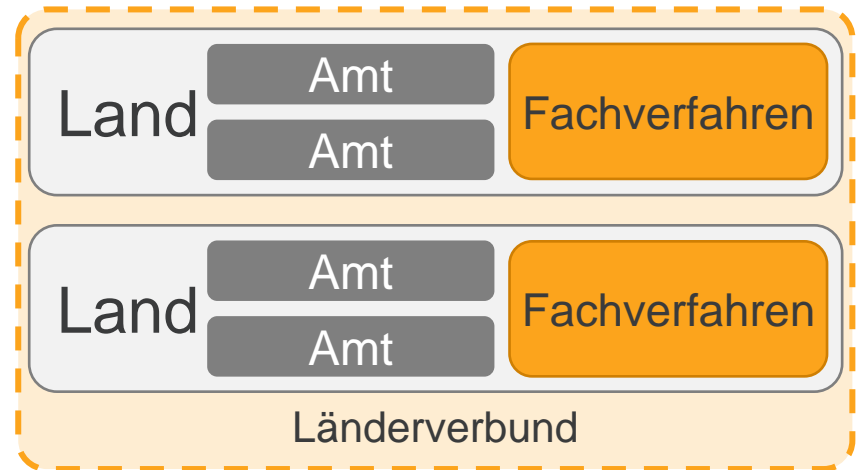 Land
Amt
Amt
Fachverfahren
Land
Amt
Amt
Fachverfahren
Länderverbund